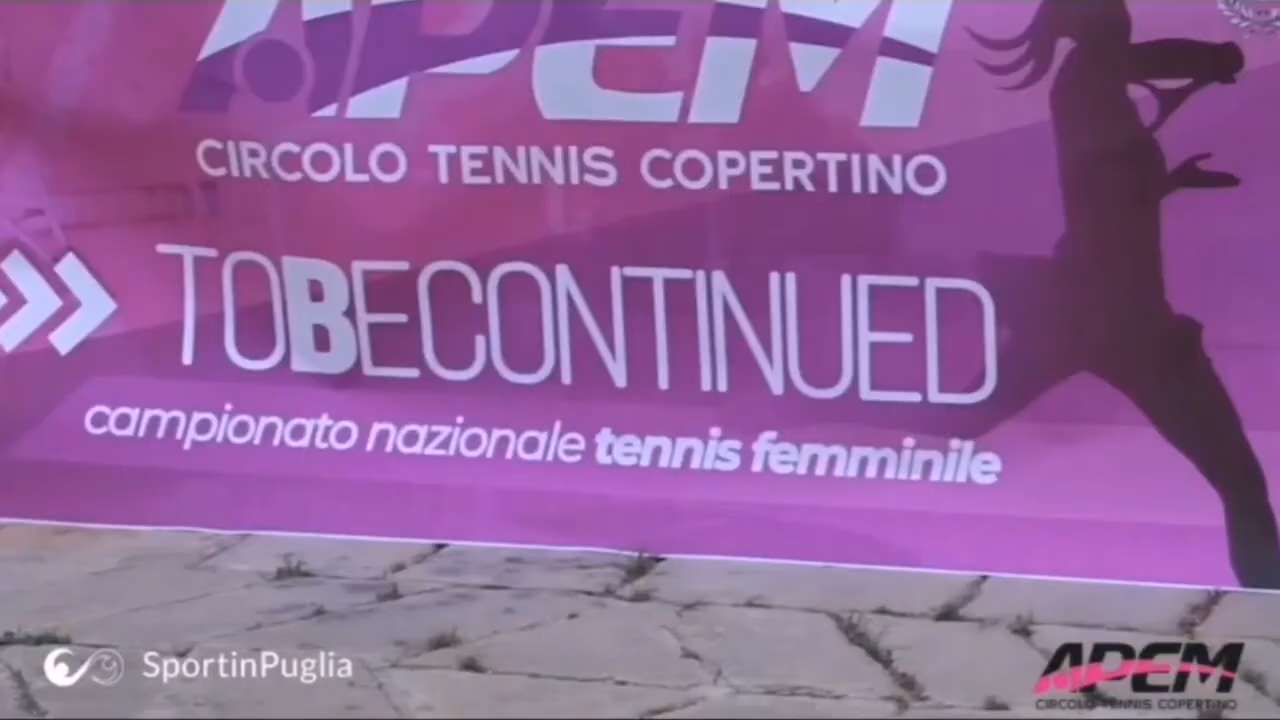 APEM
CIRCOLO TENNIS COPERTINO
TOBECONTINUED
campionato nazionale tennis femminile
SportinPuglia
APEM
CIRCOLO TENNIS COPERTINO